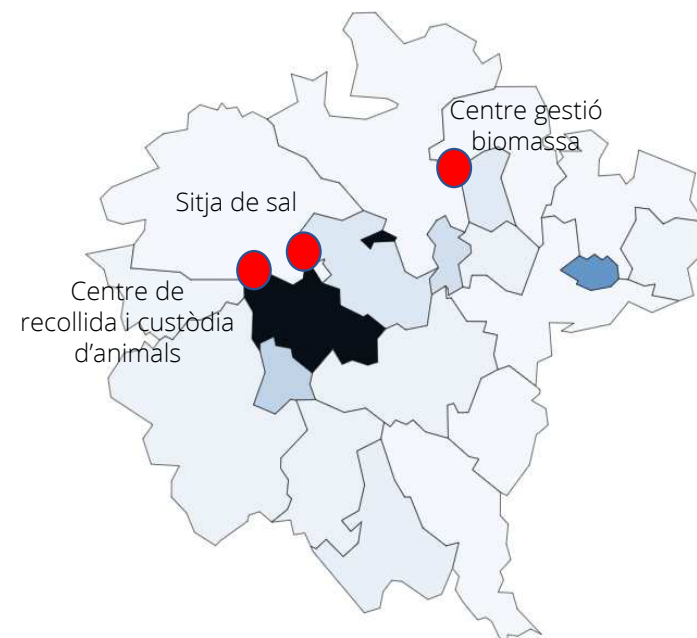 Centre gestió
biomassa
Sitja de sal
Centre de
recollida i custòdia
d'animals